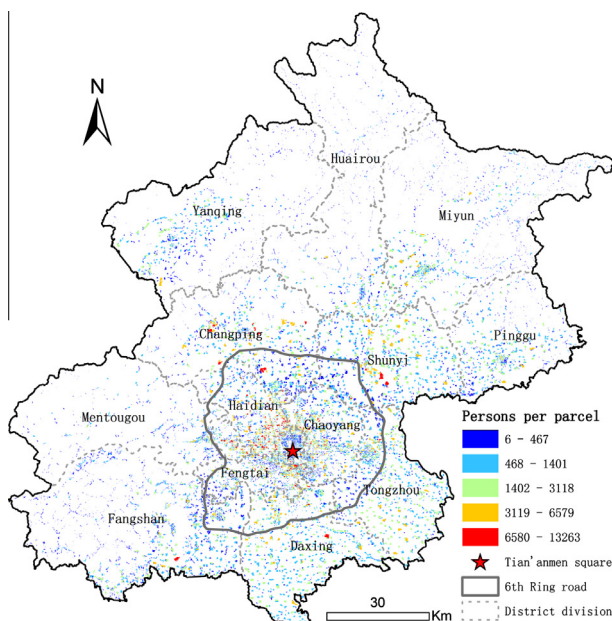 N
Huairou
Yanqing
Miyun
Changping
Pinggu
Shunyi
Haidian
Mentougou
Chaoyang
Fengtai
Tongzhou
Fangshan
Daxing
Persons per parcel
6 - 467
468 - 1401
1402 - 3118
3119 - 6579
6580 - 13263
Tian'anmen square
6th Ring road
District division
30
Km